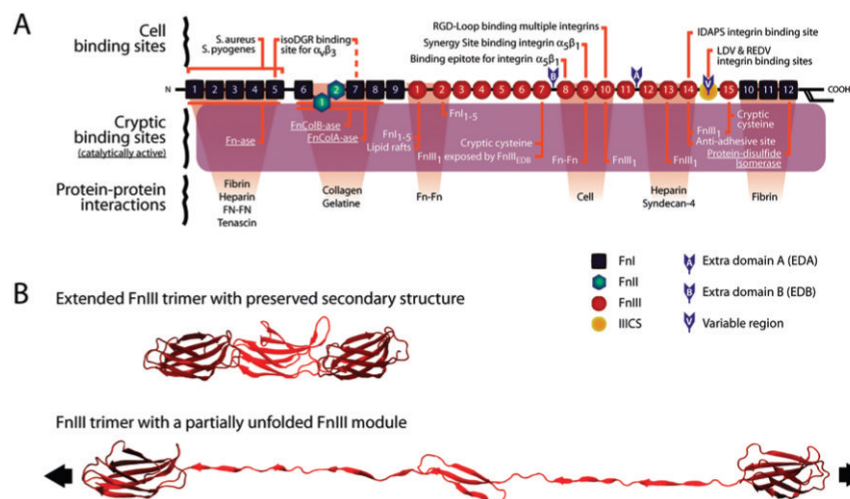 A
Cell
binding sites
S. aureus
S. pyogenes
isoDGR binding
site for αvβ3
RGD-Loop binding multiple integrins
Synergy Site binding integrin α5β1
Binding epitote for integrin α5β1
IDAPS integrin binding site
LDV & REDV
integrin binding sites
B A V
N 1 2 3 4 5 6 1 2 7 8 9 1 2 3 4 5 6 7 8 9 10 11 12 13 14 15 10 11 12 COOH
Cryptic
binding sites
(catalytically active)
Fn-ase
FnColB-ase
FnColA-ase
FnI1-5
Lipid rafts
FnIII1
FnI1-5
Cryptic cysteine
exposed by FnIIIEDB
Fn-Fn
FnIII1
FnIII1
FnIII1
Anti-adhesive site
Cryptic
cysteine
Protein-disulfide
isomerase
Protein-protein
interactions
Fibrin
Heparin
FN-FN
Tenascin
Collagen
Gelatine
Fn-Fn
Cell
Heparin
Syndecan-4
Fibrin
FnI
FnII
FnIII
IIICS
A Extra domain A (EDA)
B Extra domain B (EDB)
V Variable region
B
Extended FnIII trimer with preserved secondary structure
FnIII trimer with a partially unfolded FnIII module